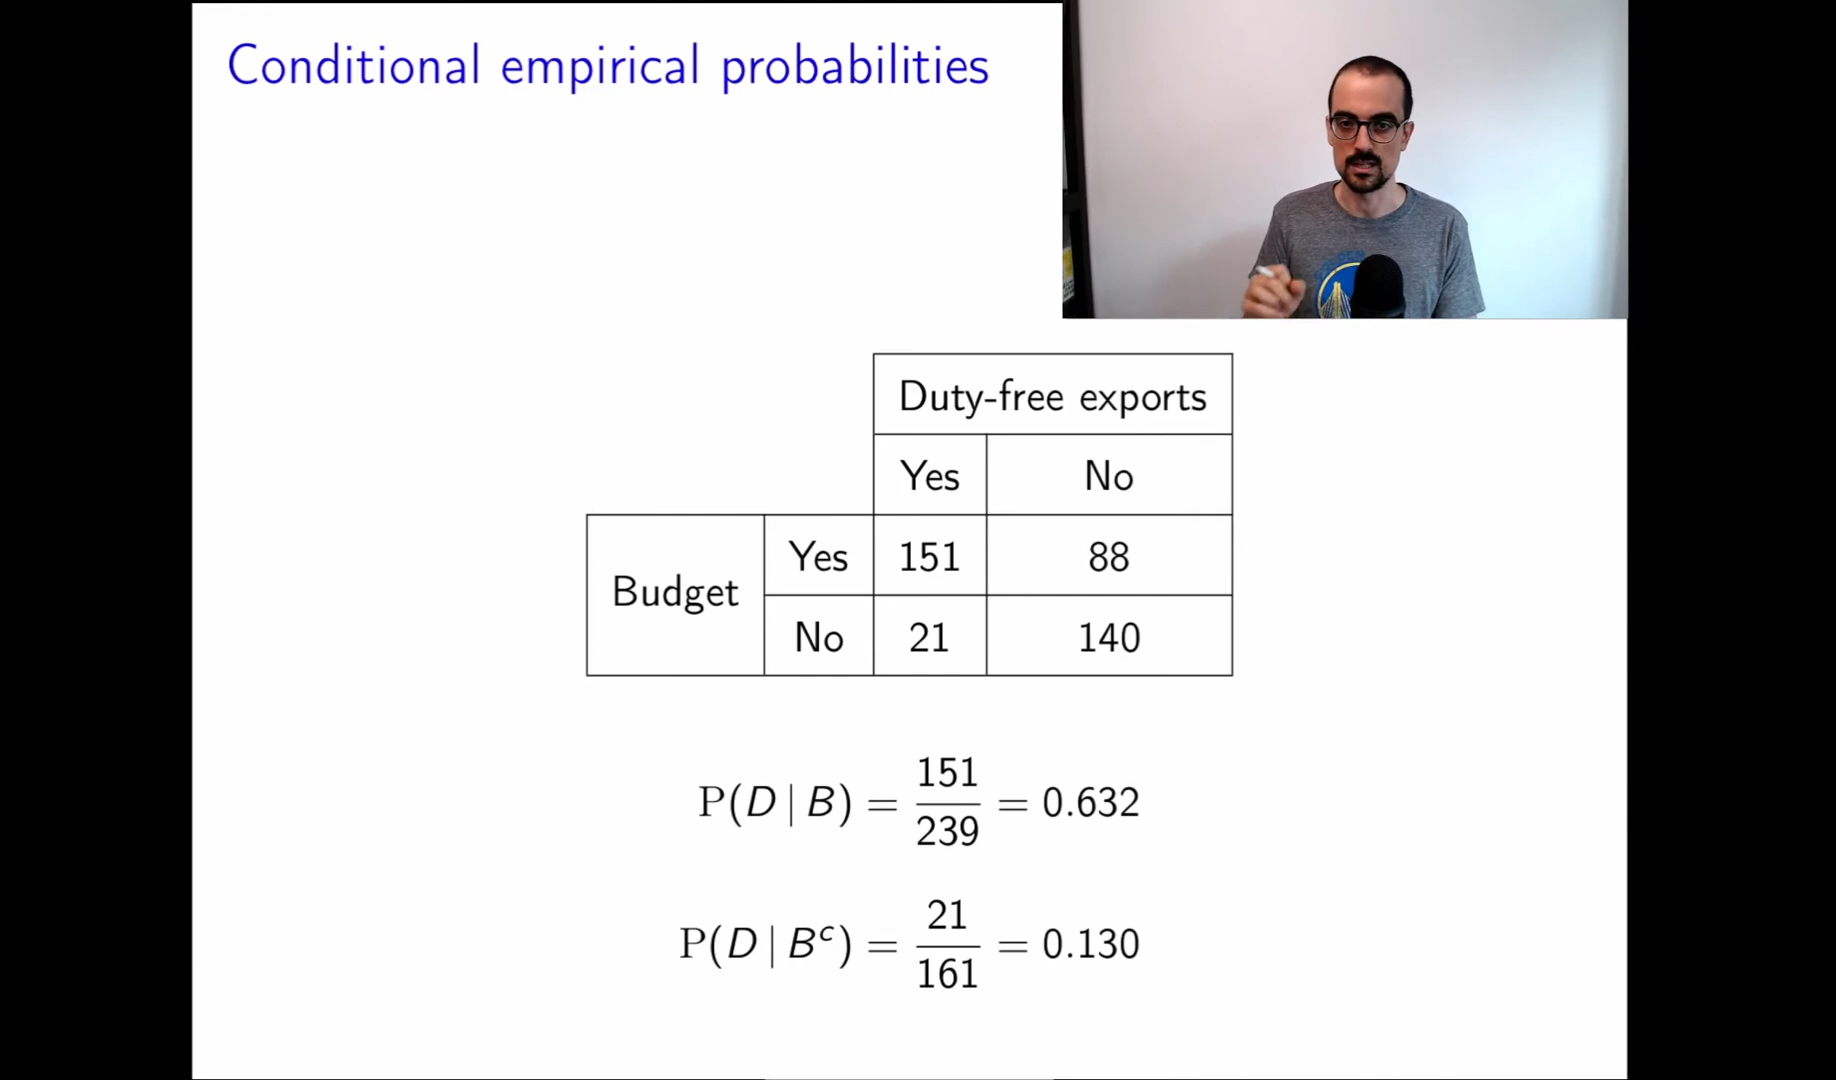 Conditional empirical probabilities
Duty-free exports
Yes No
Budget Yes 151 88
No 21 140
P(D | B) = 151/239 = 0.632
P(D | Bᶜ) = 21/161 = 0.130